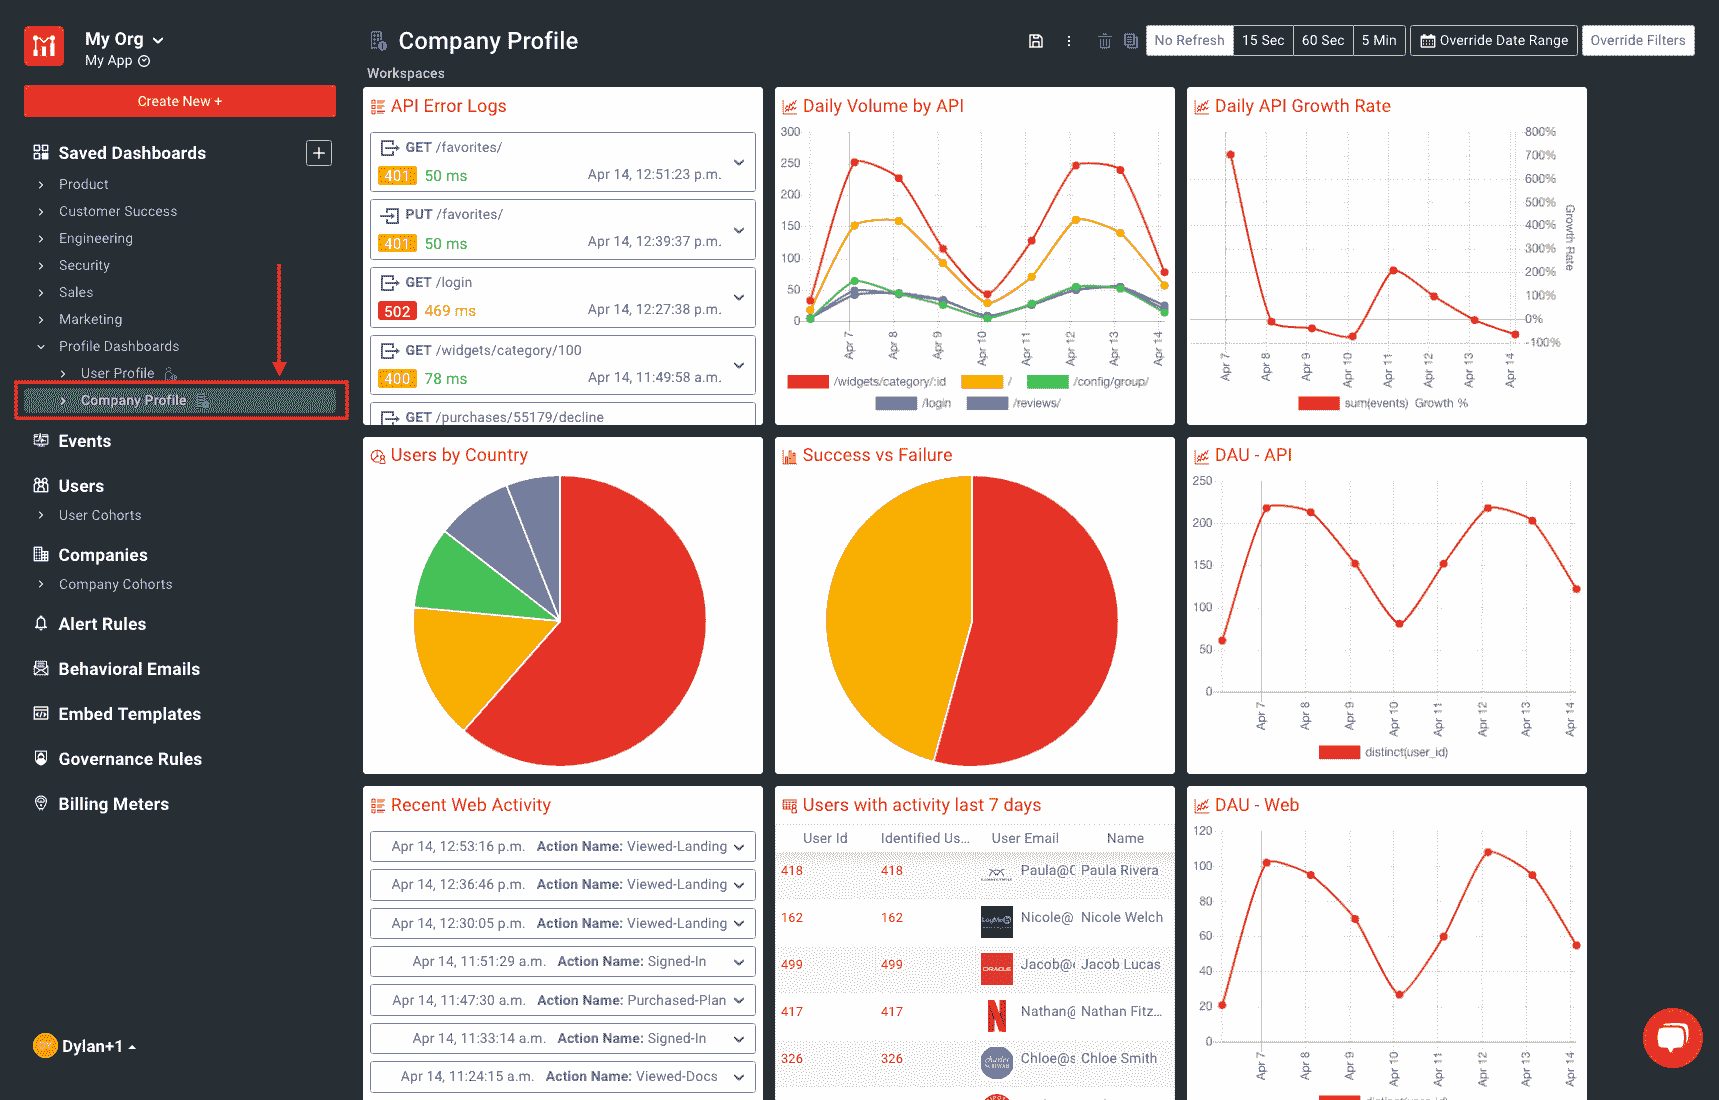 My Org
My App
Create New +
Saved Dashboards
Product
Customer Success
Engineering
Security
Sales
Marketing
Profile Dashboards
User Profile
Company Profile
Events
Users
User Cohorts
Companies
Company Cohorts
Alert Rules
Behavioral Emails
Embed Templates
Governance Rules
Billing Meters
Dylan+1
Company Profile
No Refresh 15 Sec 60 Sec 5 Min Override Date Range Override Filters
Workspaces
API Error Logs
GET /favorites/
401 50 ms Apr 14, 12:51:23 p.m.
PUT /favorites/
401 50 ms Apr 14, 12:39:37 p.m.
GET /login
502 469 ms Apr 14, 12:27:38 p.m.
GET /widgets/category/100
400 78 ms Apr 14, 11:49:58 a.m.
GET /purchases/55179/decline
Daily Volume by API
300
250
200
150
100
50
0
Apr 7 Apr 8 Apr 9 Apr 10 Apr 11 Apr 12 Apr 13 Apr 14
/widgets/category/:id / /config/group/
/login /reviews/
Daily API Growth Rate
800%
700%
600%
500%
400%
300%
200%
100%
0%
-100%
Growth Rate
Apr 7 Apr 8 Apr 9 Apr 10 Apr 11 Apr 12 Apr 13 Apr 14
sum(events) Growth %
Users by Country
Success vs Failure
DAU - API
250
200
150
100
50
0
Apr 7 Apr 8 Apr 9 Apr 10 Apr 11 Apr 12 Apr 13 Apr 14
distinct(user_id)
Recent Web Activity
Apr 14, 12:53:16 p.m. Action Name: Viewed-Landing
Apr 14, 12:36:46 p.m. Action Name: Viewed-Landing
Apr 14, 12:30:05 p.m. Action Name: Viewed-Landing
Apr 14, 11:51:29 a.m. Action Name: Signed-In
Apr 14, 11:47:30 a.m. Action Name: Purchased-Plan
Apr 14, 11:33:14 a.m. Action Name: Signed-In
Apr 14, 11:24:15 a.m. Action Name: Viewed-Docs
Users with activity last 7 days
User Id Identified Us... User Email Name
418 418 Paula@ Paula Rivera
162 162 LogMeIn Nicole@ Nicole Welch
499 499 ORACLE Jacob@ Jacob Lucas
417 417 N Nathan@ Nathan Fitz...
326 326 charles SCHWAB Chloe@s Chloe Smith
DAU - Web
120
100
80
60
40
20
0
Apr 7 Apr 8 Apr 9 Apr 10 Apr 11 Apr 12 Apr 13 Apr 14
distinct(user_id)